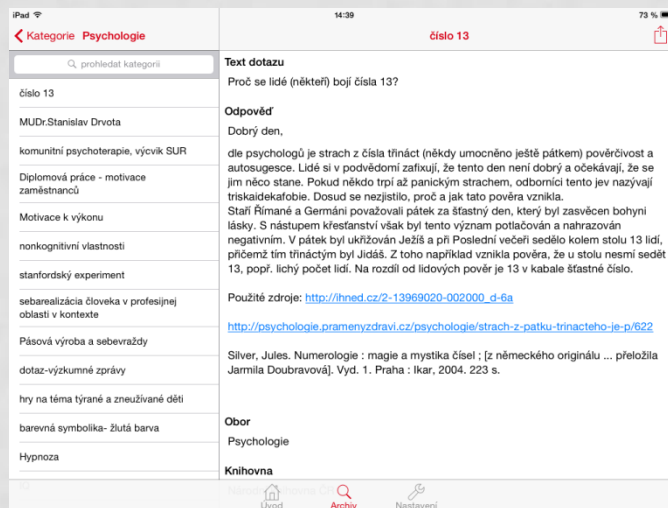 iPad
14:39
73 %
Kategorie
Psychologie
číslo 13
prohledat kategorii
číslo 13
MUDr.Stanislav Drvota
komunitní psychoterapie, výcvik SUR
Diplomová práce - motivace
zaměstnanců
Motivace k výkonu
nonkognitivní vlastnosti
stanfordský experiment
sebarealizácia človeka v profesijnej
oblasti v kontexte
Pásová výroba a sebevraždy
dotaz-výzkumné zprávy
hry na téma týrané a zneužívané děti
barevná symbolika- žlutá barva
Hypnoza
Text dotazu
Proč se lidé (někteří) bojí čísla 13?
Odpověď
Dobrý den,
dle psychologů je strach z čísla třináct (někdy umocněno ještě pátkem) pověrčivost a
autosugesce. Lidé si v podvědomí zafixují, že tento den není dobrý a očekávají, že se
jim něco stane. Pokud někdo trpí až panickým strachem, odborníci tento jev nazývají
triskaidekafobie. Dosud se nezjistilo, proč a jak tato pověra vznikla.
Staří Římané a Germáni považovali pátek za šťastný den, který byl zasvěcen bohyni
lásky. S nástupem křesťanství však byl tento význam potlačován a nahrazován
negativním. V pátek byl ukřižován Ježíš a při Poslední večeři sedělo kolem stolu 13 lidí,
přičemž tím třináctým byl Jidáš. Z toho například vznikla pověra, že u stolu nesmí sedět
13, popř. lichý počet lidí. Na rozdíl od lidových pověr je 13 v kabale šťastné číslo.
Použité zdroje: http://ihned.cz/2-13969020-002000_d-6a
http://psychologie.pramenyzdravi.cz/psychologie/strach-z-patku-trinacteho-je-p/622
Silver, Jules. Numerologie : magie a mystika čísel ; [z německého originálu ... přeložila
Jarmila Doubravová]. Vyd. 1. Praha : Ikar, 2004. 223 s.
Obor
Psychologie
Knihovna
Úvod
Archiv
Nastavení